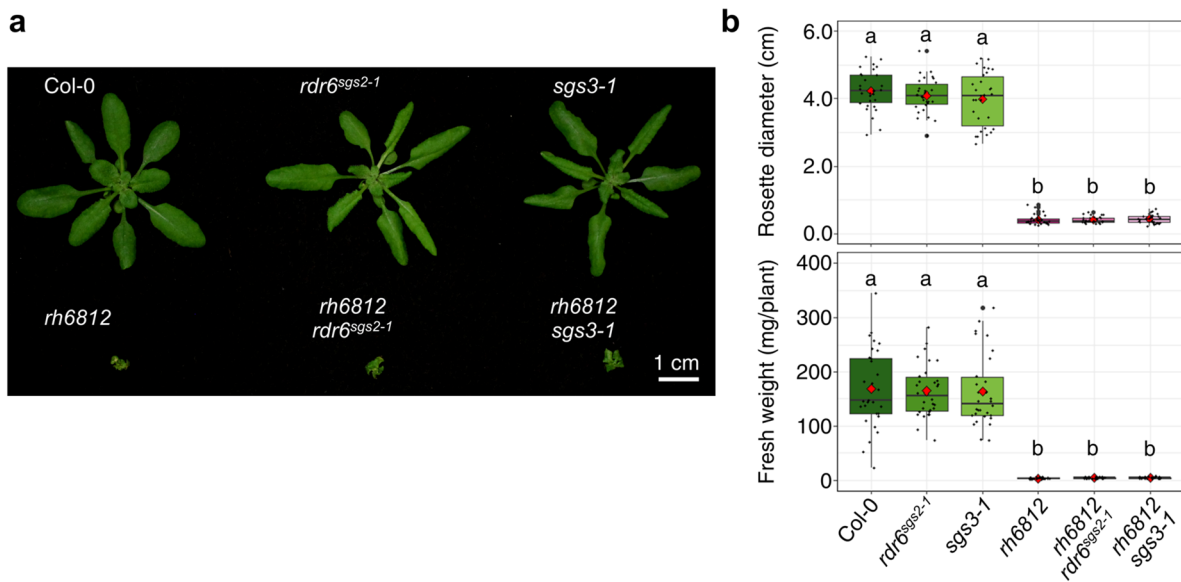 a
Col-0
rdr6sgs2-1
sgs3-1
rh6812
rh6812
rdr6sgs2-1
rh6812
sgs3-1
1 cm
b
Rosette diameter (cm)
6.0
4.0
2.0
0.0
a
a
a
b
b
b
Fresh weight (mg/plant)
400
300
200
100
0
a
a
a
b
b
b
Col-0
rdr6sgs2-1
sgs3-1
rh6812
rh6812
rdr6sgs2-1
rh6812
sgs3-1